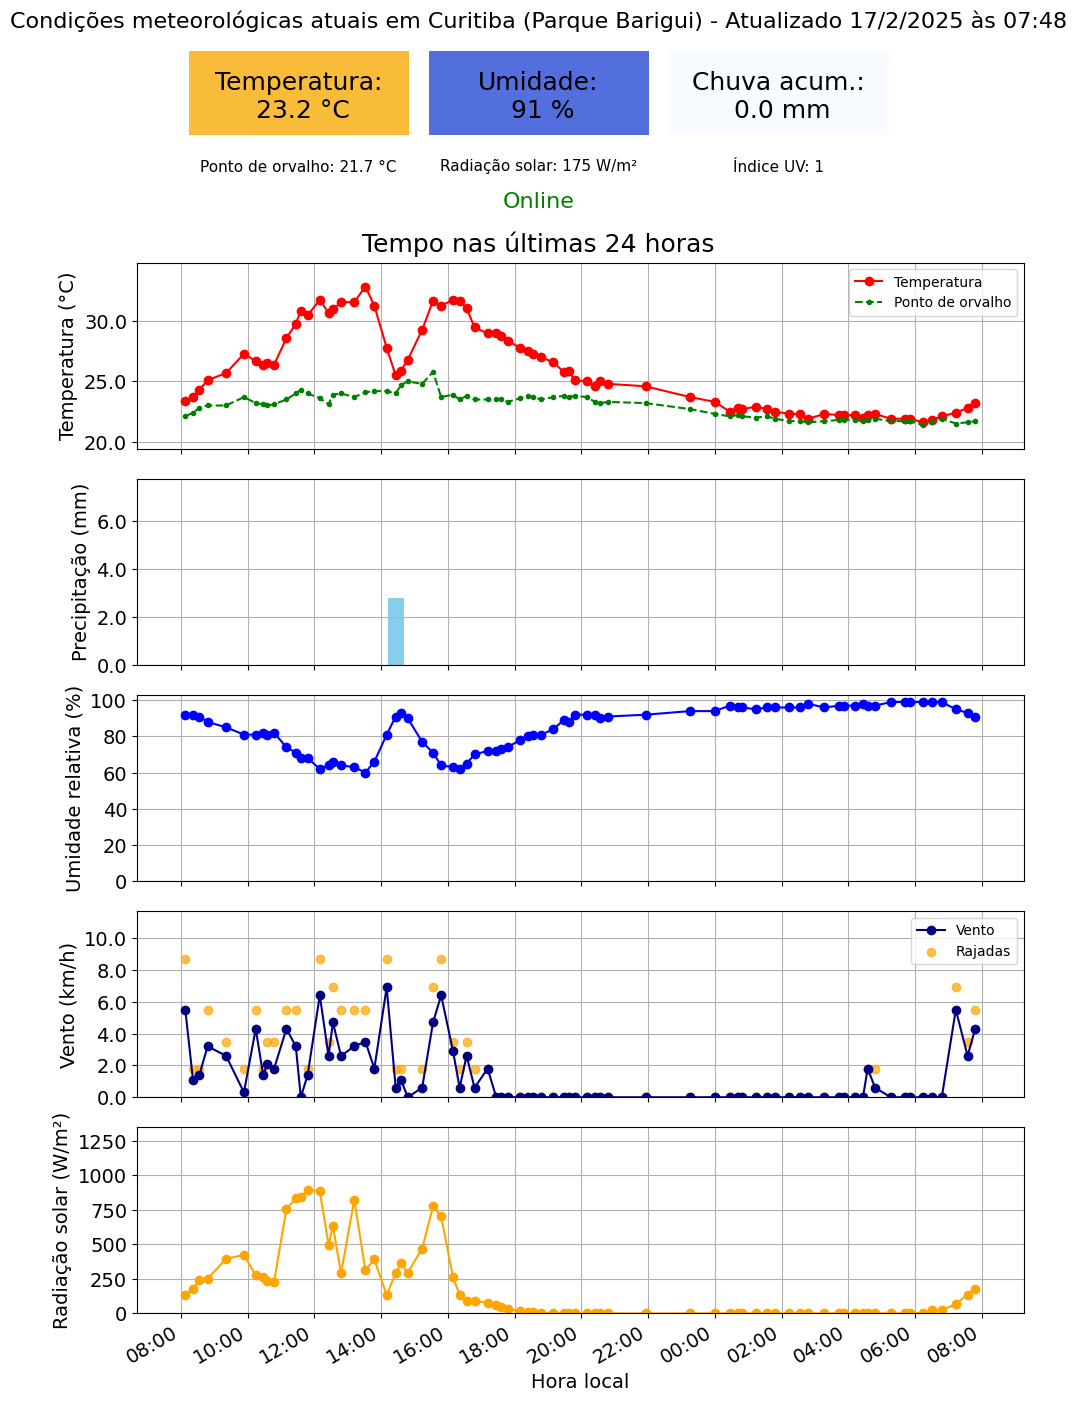 Condições meteorológicas atuais em Curitiba (Parque Barigui) - Atualizado 17/2/2025 às 07:48
Temperatura:
23.2 °C
Umidade:
91 %
Chuva acum.:
0.0 mm
Ponto de orvalho: 21.7 °C
Radiação solar: 175 W/m²
Índice UV: 1
Online
Tempo nas últimas 24 horas
Temperatura (°C)
30.0
25.0
20.0
Temperatura
Ponto de orvalho
Precipitação (mm)
6.0
4.0
2.0
0.0
Umidade relativa (%)
100
80
60
40
20
0
Vento (km/h)
10.0
8.0
6.0
4.0
2.0
0.0
Vento
Rajadas
Radiação solar (W/m²)
1250
1000
750
500
250
0
08:00
10:00
12:00
14:00
16:00
18:00
20:00
22:00
00:00
02:00
04:00
06:00
08:00
Hora local